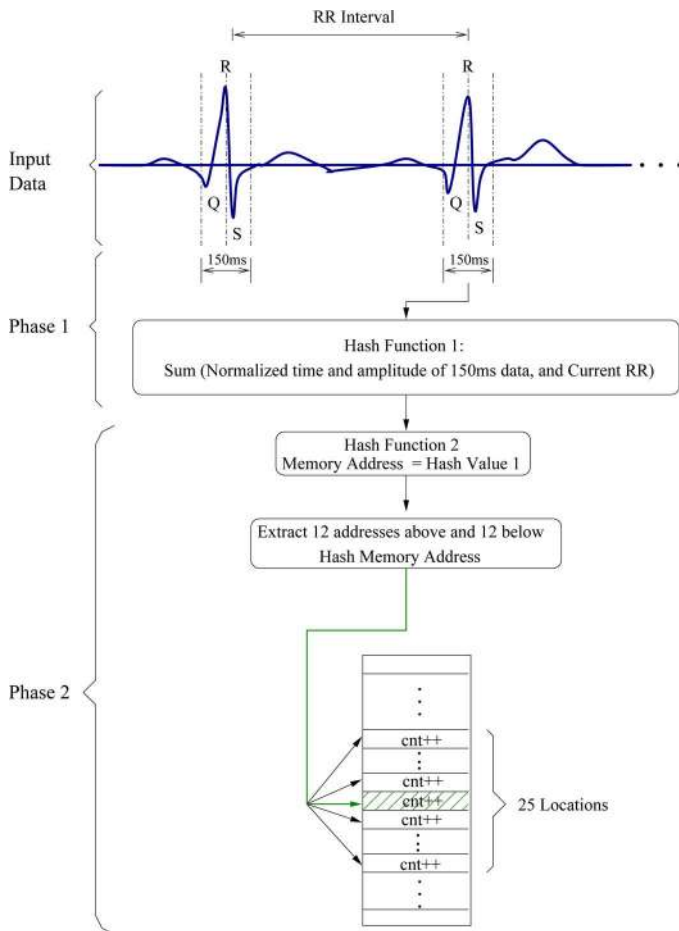 RR Interval
R
R
Input
Data
Q
Q
S
S
150ms
150ms
Phase 1
Hash Function 1:
Sum (Normalized time and amplitude of 150ms data, and Current RR)
Hash Function 2
Memory Address = Hash Value 1
Extract 12 addresses above and 12 below
Hash Memory Address
Phase 2
cnt++
cnt++
cnt++
25 Locations
cnt++
cnt++